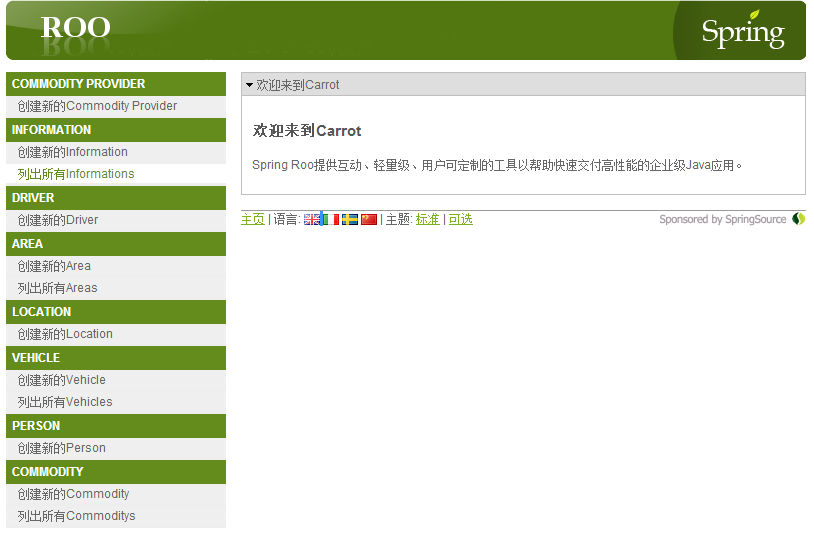 ROO
Spring
COMMODITY PROVIDER
创建新的Commodity Provider
INFORMATION
创建新的Information
列出所有Informations
DRIVER
创建新的Driver
AREA
创建新的Area
列出所有Areas
LOCATION
创建新的Location
VEHICLE
创建新的Vehicle
列出所有Vehicles
PERSON
创建新的Person
COMMODITY
创建新的Commodity
列出所有Commoditys
欢迎来到Carrot
欢迎来到Carrot
Spring Roo提供互动、轻量级、用户可定制的工具以帮助快速交付高性能的企业级Java应用。
主页 | 语言: | 主题: 标准 | 可选
Sponsored by SpringSource